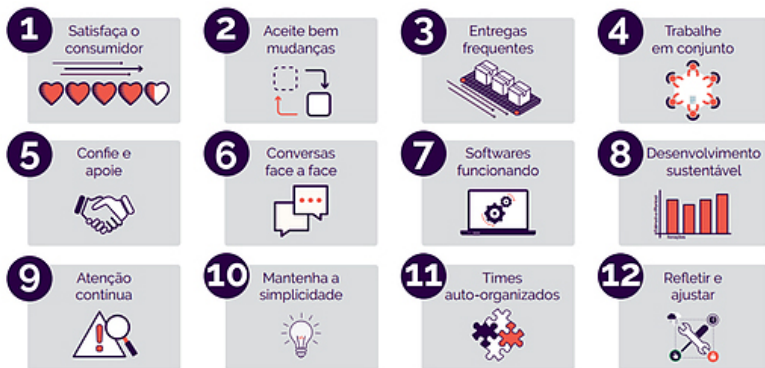 1
Satisfaça o
consumidor
2
Aceite bem
mudanças
3
Entregas
frequentes
4
Trabalhe
em conjunto
5
Confie e
apoie
6
Conversas
face a face
7
Softwares
funcionando
8
Desenvolvimento
sustentável
9
Atenção
contínua
10
Mantenha a
simplicidade
11
Times
auto-organizados
12
Refletir e
ajustar